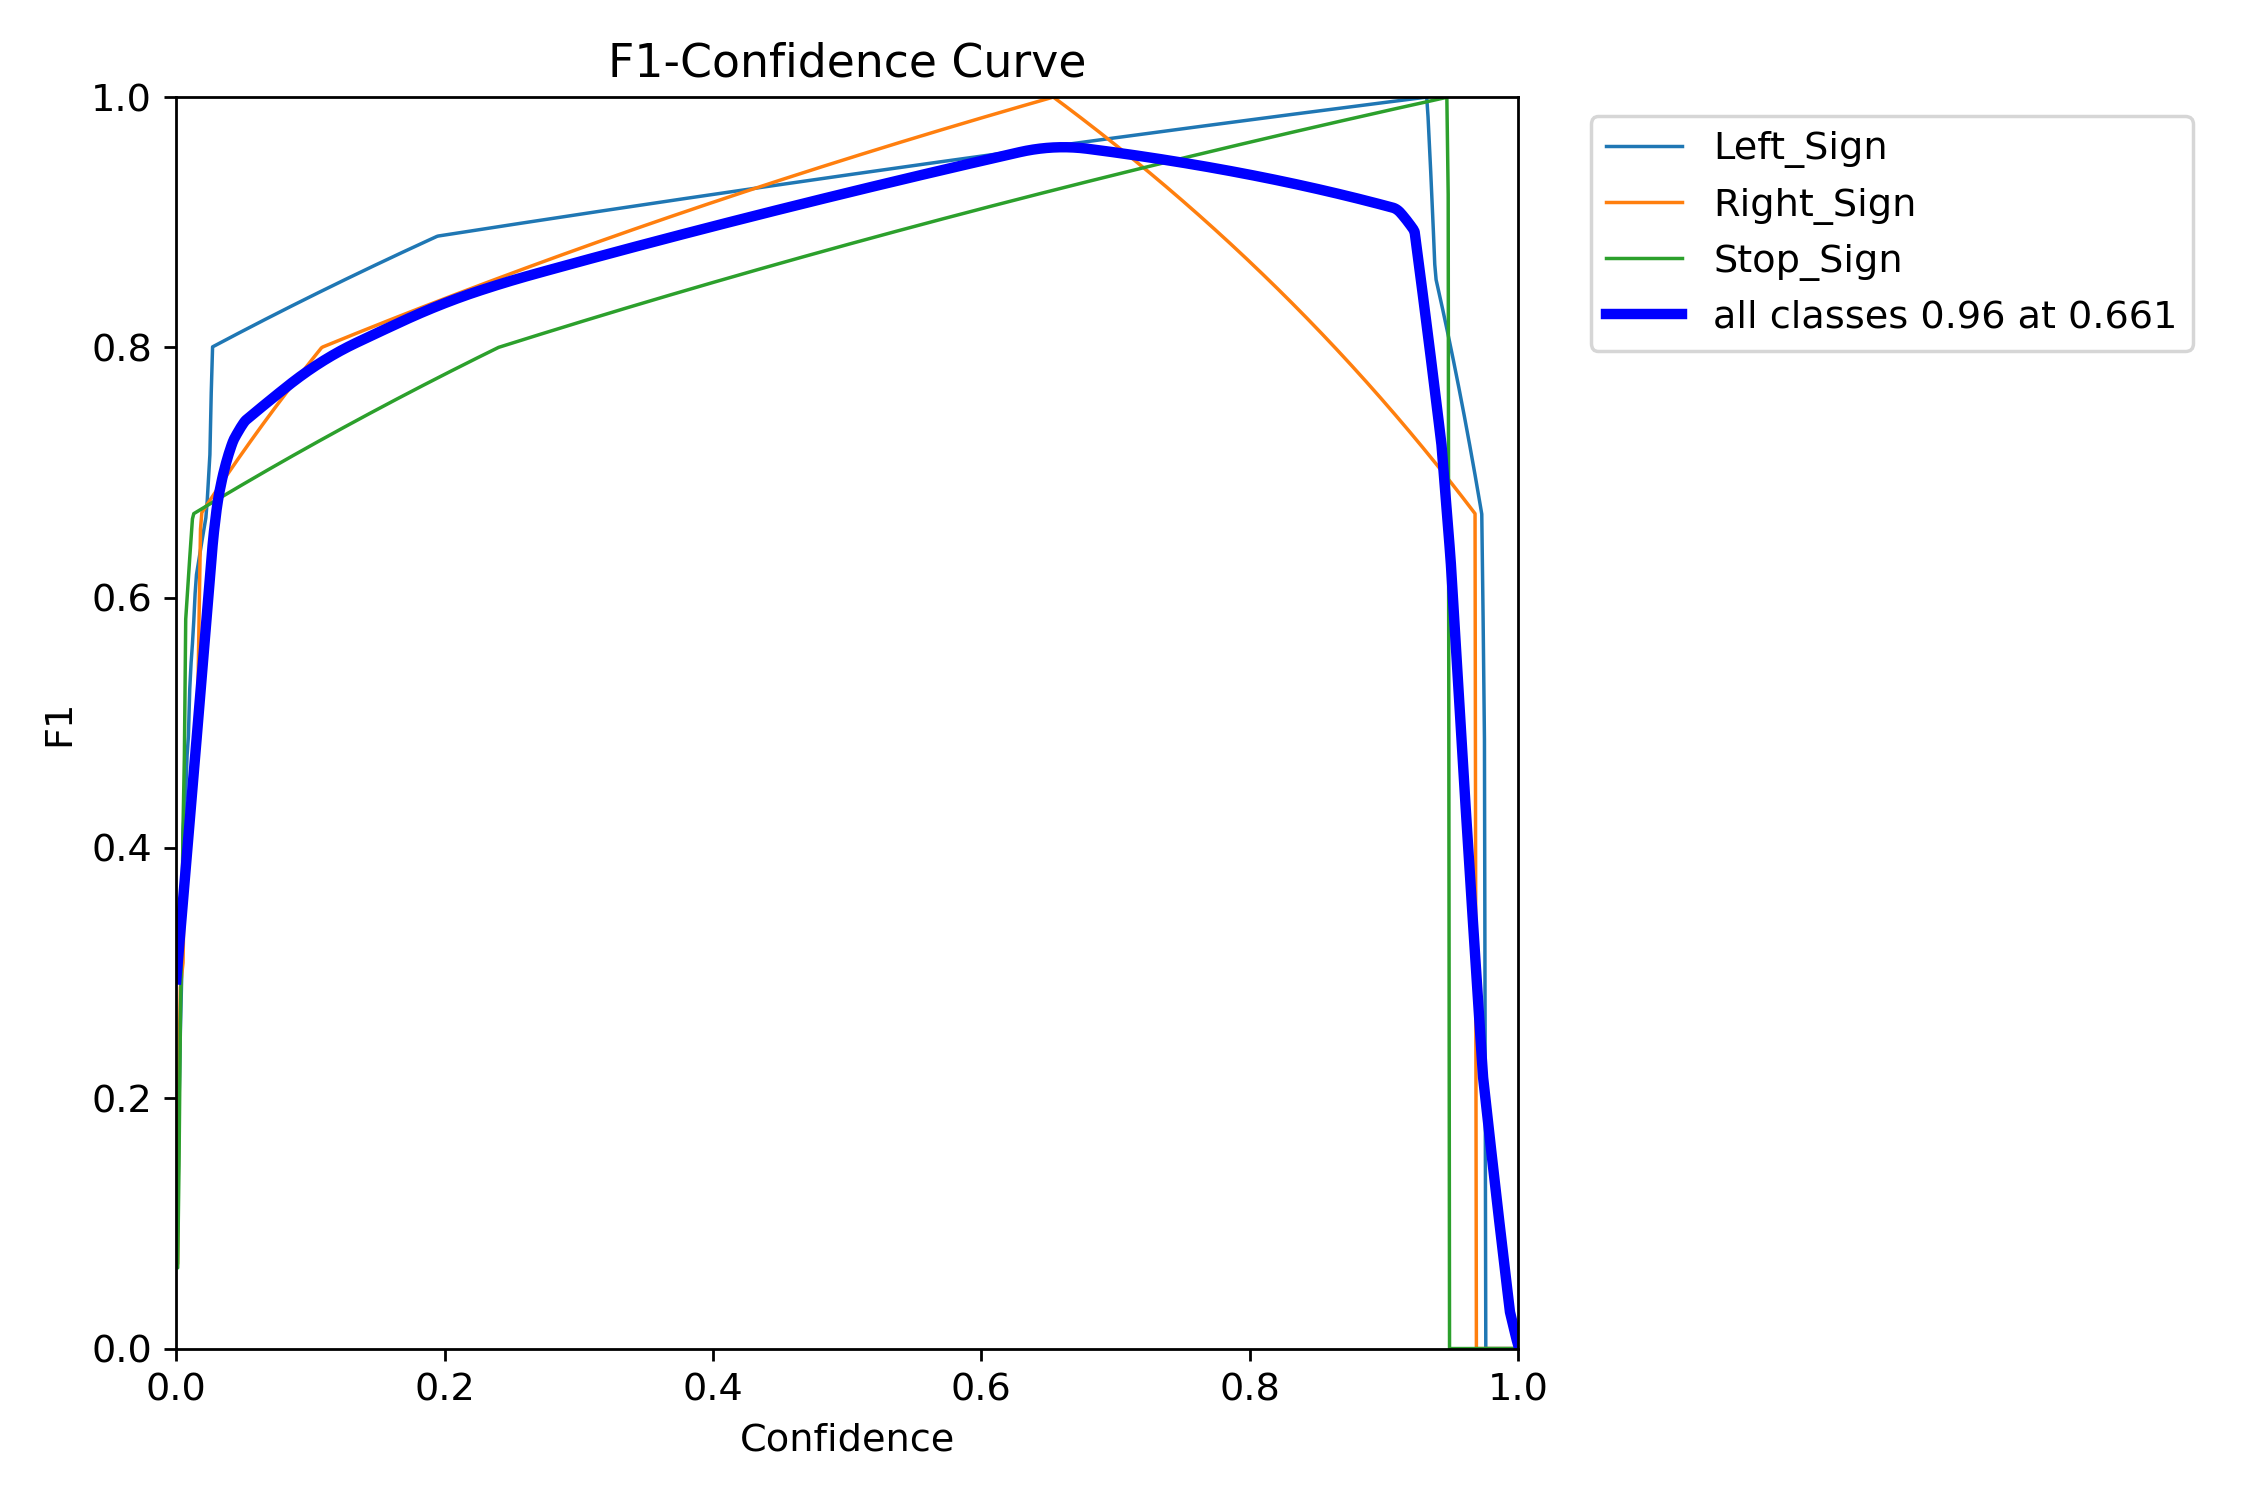 F1-Confidence Curve
1.0
0.8
0.6
0.4
0.2
0.0
F1
0.0 0.2 0.4 0.6 0.8 1.0
Confidence
Left_Sign
Right_Sign
Stop_Sign
all classes 0.96 at 0.661